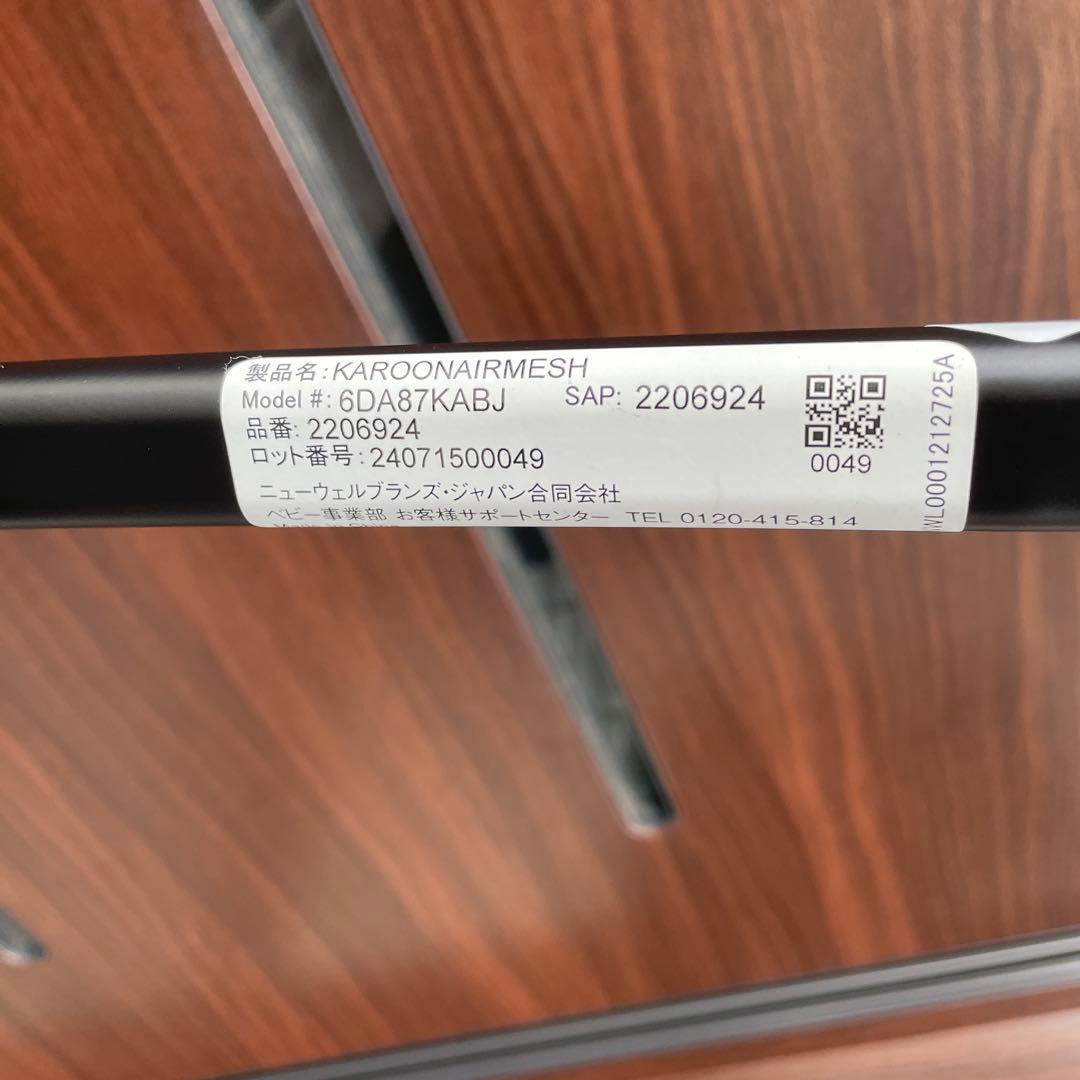 製品名:KAROONAIRMESH
Model #: 6DA87KABJ SAP: 2206924
品番: 2206924
ロット番号:24071500049
0049
ニューウェルブランズ・ジャパン合同会社
ベビー事業部 お客様サポートセンター TEL 0120-415-814
WL0001212725A